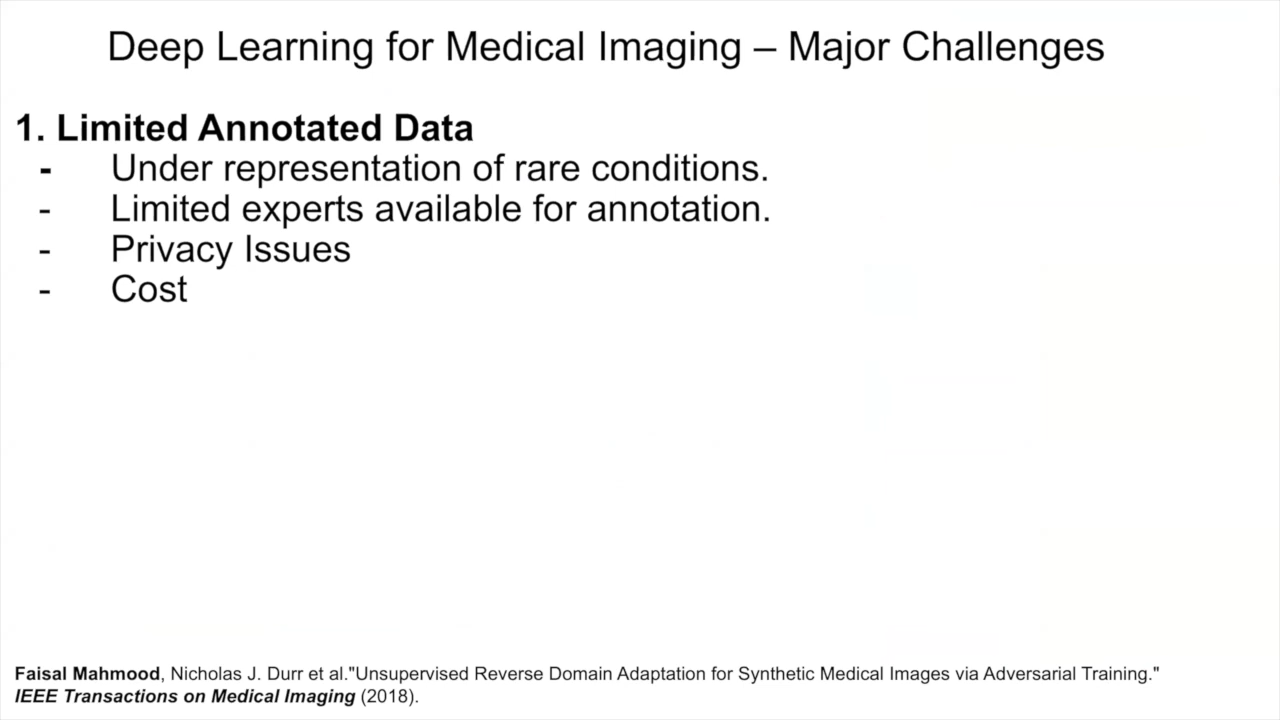 Deep Learning for Medical Imaging – Major Challenges
1. Limited Annotated Data
- Under representation of rare conditions.
- Limited experts available for annotation.
- Privacy Issues
- Cost
Faisal Mahmood, Nicholas J. Durr et al."Unsupervised Reverse Domain Adaptation for Synthetic Medical Images via Adversarial Training."
IEEE Transactions on Medical Imaging (2018).